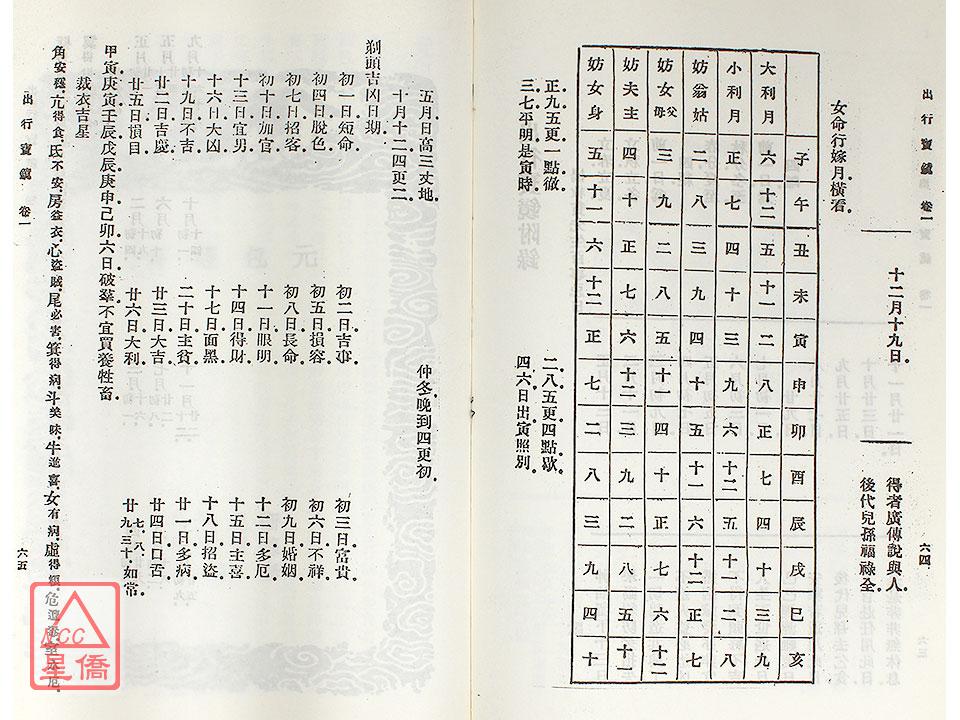 出行寶鏡 卷一
六四
十二月十九日。
得者廣傳說與人。
後代兒孫福祿全。
女命行嫁月橫看
子午 丑未 寅申 卯酉 辰戌 巳亥
大利月 六 十二 五 十一 二 八 正 七 四 十 三 九
小利月 正 七 四 十 三 九 六 十二 五 十一 二 八
妨翁姑 二 八 三 九 四 十 五 十一 六 十二 正 七
妨女父母 三 九 二 八 五 十一 四 十 正 七 六 十二
妨夫主 四 十 正 七 六 十二 三 九 二 八 五 十一
妨女身 五 十一 六 十二 正 七 二 八 三 九 四 十
正九五更一點徹 二八五更四點歇
三七平明是寅時。 四六日出寅照別。
五月日高三丈地。 仲冬晚到四更初。
十月十二四更二。
剃頭吉凶日期
初一日短命 初二日吉事 初三日富貴
初四日脫色 初五日損容 初六日不祥
初七日招客 初八日長命 初九日婚姻
初十日加官 十一日眼明 十二日多厄
十三日宜男 十四日得財 十五日主喜
十六日大凶 十七日面黑 十八日招盜
十九日不吉 二十日主貧 廿一日多病
廿二日吉慶 廿三日大吉 廿四日口舌
廿五日損目 廿六日大利 廿七、八、九、三十、如常
甲寅庚寅壬辰戊辰庚申己卯六日破羣不宜買養牲畜
裁衣吉星
角安穩。亢得食。氐不安。房益衣。心盜賊。尾必害。箕得病。斗美味。牛進喜。女有病。虛得
出行寶鏡 卷一
六五
NCC
星僑